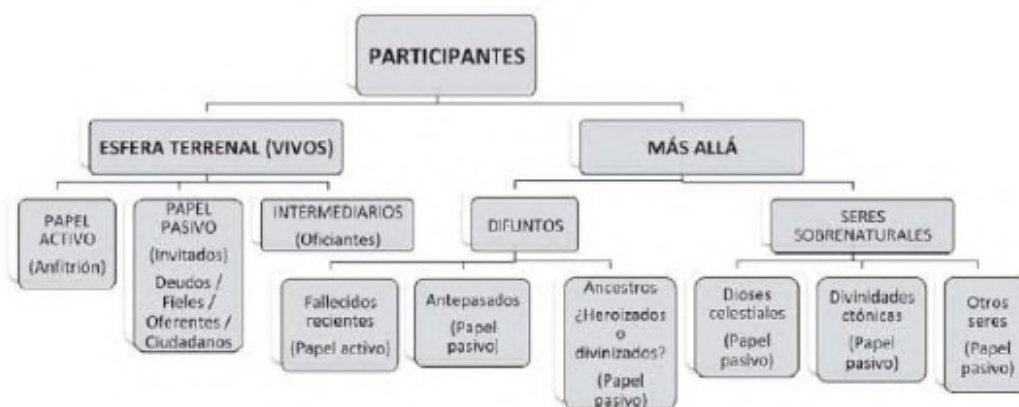 PARTICIPANTES
ESFERA TERRENAL (VIVOS)
MÁS ALLÁ
PAPEL
ACTIVO
(Anfitrión)
PAPEL
PASIVO
(Invitados)
Deudos /
Fieles /
Oferentes /
Ciudadanos
INTERMEDIARIOS
(Oficiantes)
DIFUNTOS
SERES
SOBRENATURALES
Fallecidos
recientes
(Papel activo)
Antepasados
(Papel
pasivo)
Ancestros
¿Heroizados
o
divinizados?
(Papel
pasivo)
Dioses
celestiales
(Papel
pasivo)
Divinidades
ctónicas
(Papel
pasivo)
Otros
seres
(Papel
pasivo)